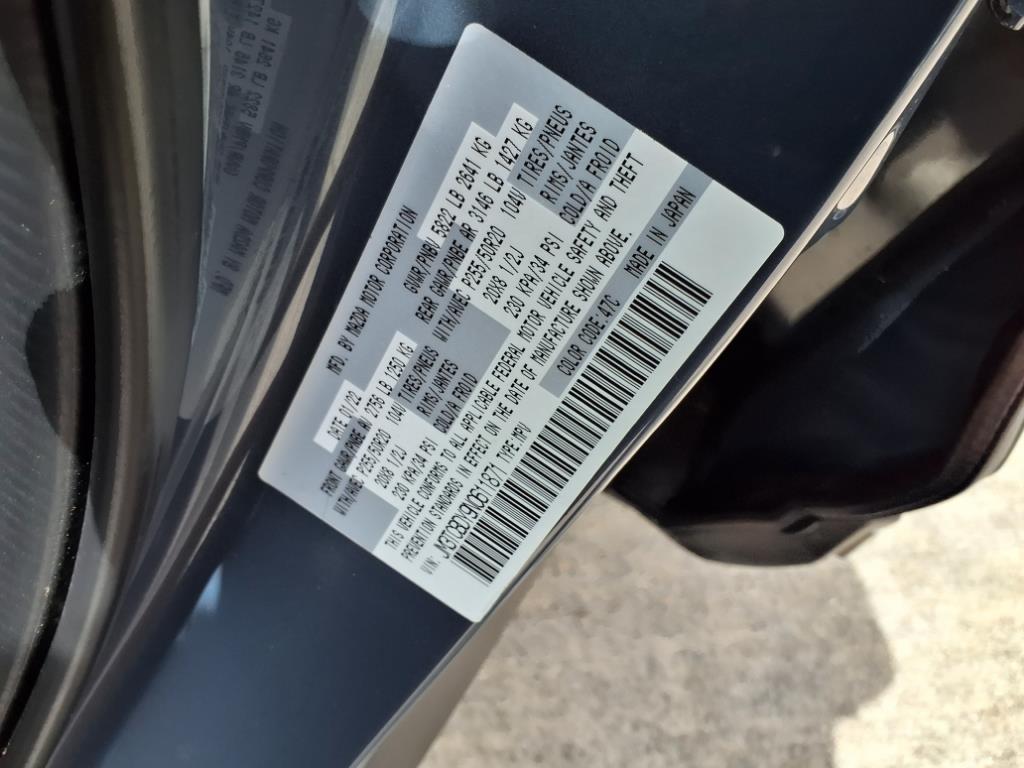 MFD. BY MAZDA MOTOR CORPORATION
DATE 01/22 GVWR/PNBV 5822 LB 2641 KG
FRONT GAWR/PNBE AV 2756 LB 1250 KG REAR GAWR/PNBE AR 3146 LB 1427 KG
WITH/AVEC P255/50R20 104V TIRES/PNEUS WITH/AVEC P255/50R20 104V TIRES/PNEUS
20X8 1/2J RIMS/JANTES 20X8 1/2J RIMS/JANTES
230 KPA/34 PSI COLD/A FROID 230 KPA/34 PSI COLD/A FROID
THIS VEHICLE CONFORMS TO ALL APPLICABLE FEDERAL MOTOR VEHICLE SAFETY AND THEFT
PREVENTION STANDARDS IN EFFECT ON THE DATE OF MANUFACTURE SHOWN ABOVE
VIN. TYPE: MPV COLOR CODE: 47C MADE IN JAPAN